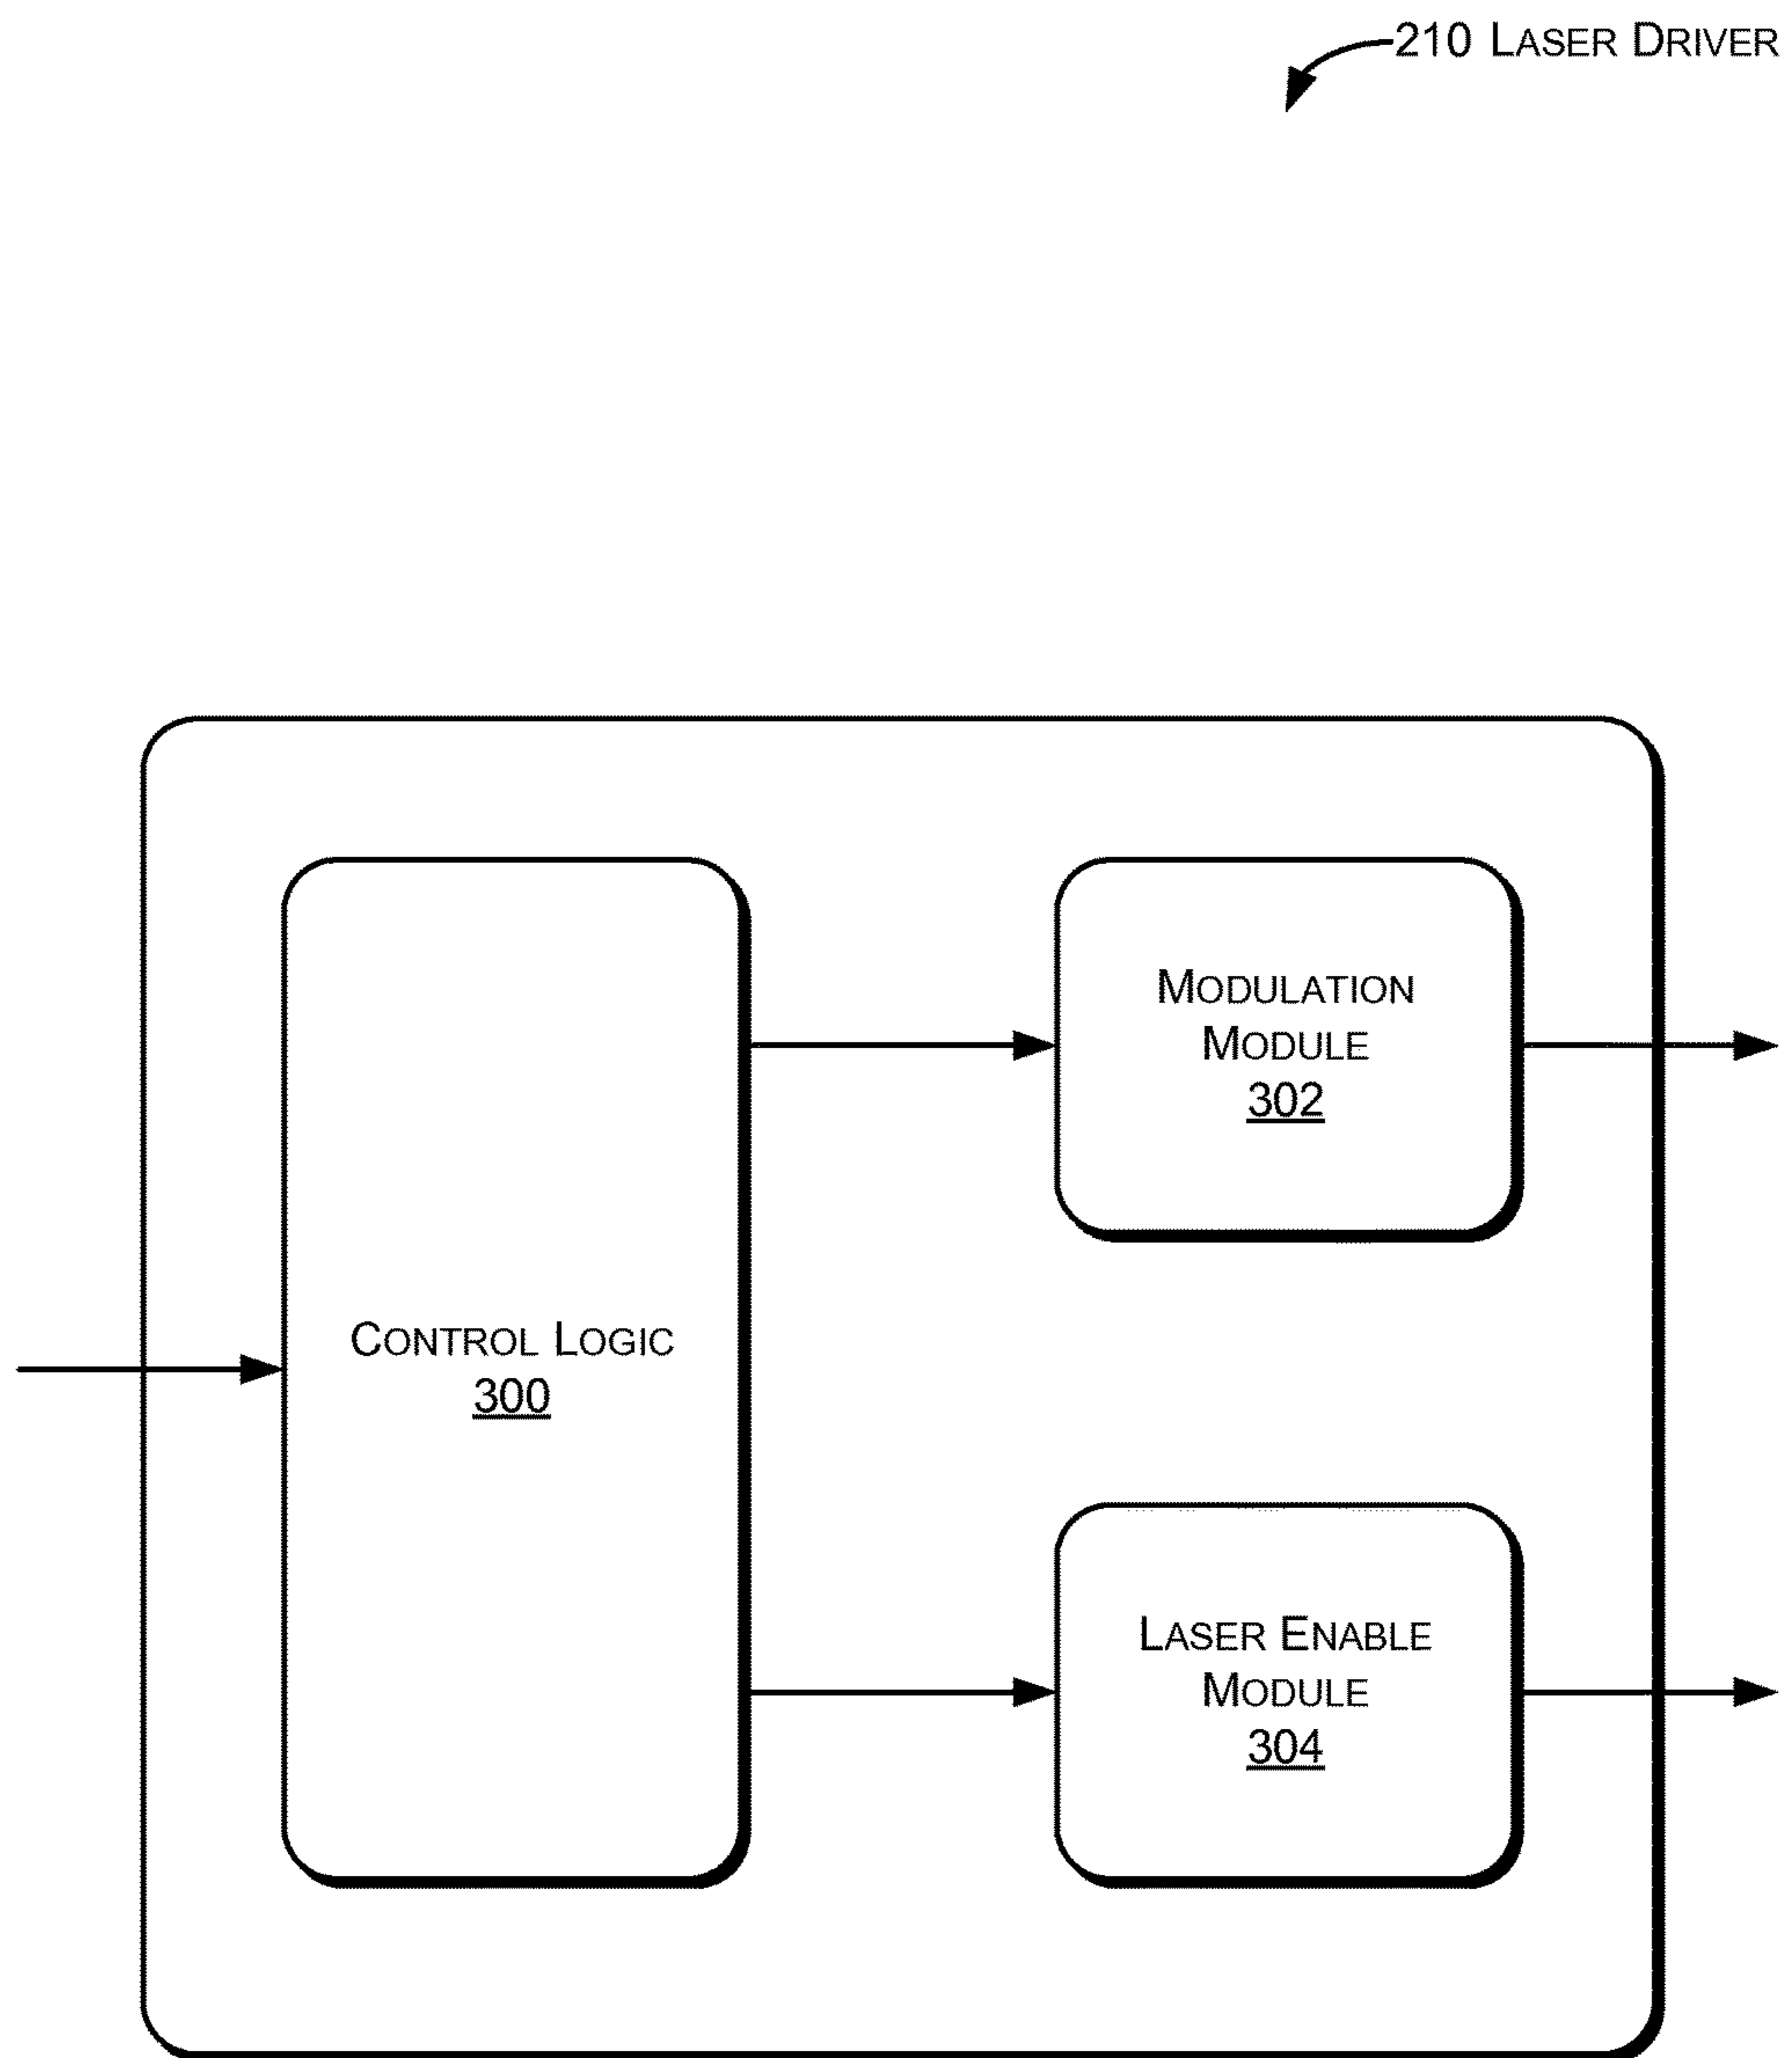 210 LASER DRIVER
MODULATION
MODULE
302
CONTROL LOGIC
300
LASER ENABLE
MODULE
304